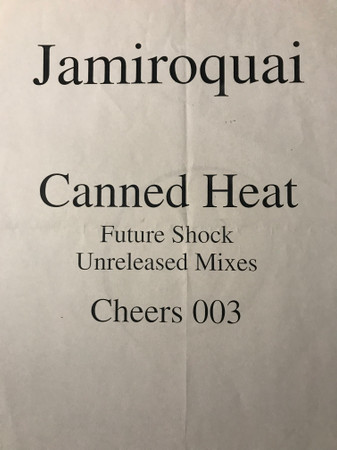 Jamiroquai
Canned Heat
Future Shock
Unreleased Mixes
Cheers 003